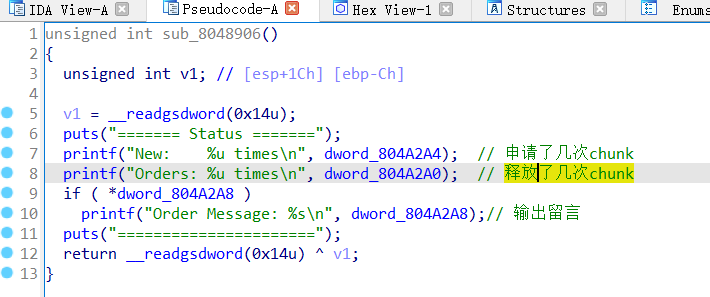 IDA View-A Pseudocode-A Hex View-1 Structures Enums
1 unsigned int sub_8048906()
2 {
3 unsigned int v1; // [esp+1Ch] [ebp-Ch]
4
5 v1 = __readgsdword(0x14u);
6 puts("======= Status =======");
7 printf("New:    %u times\n", dword_804A2A4);  // 申请了几次chunk
8 printf("Orders: %u times\n", dword_804A2A0);  // 释放了几次chunk
9 if ( *dword_804A2A8 )
10 printf("Order Message: %s\n", dword_804A2A8);// 输出留言
11 puts("======================");
12 return __readgsdword(0x14u) ^ v1;
13 }